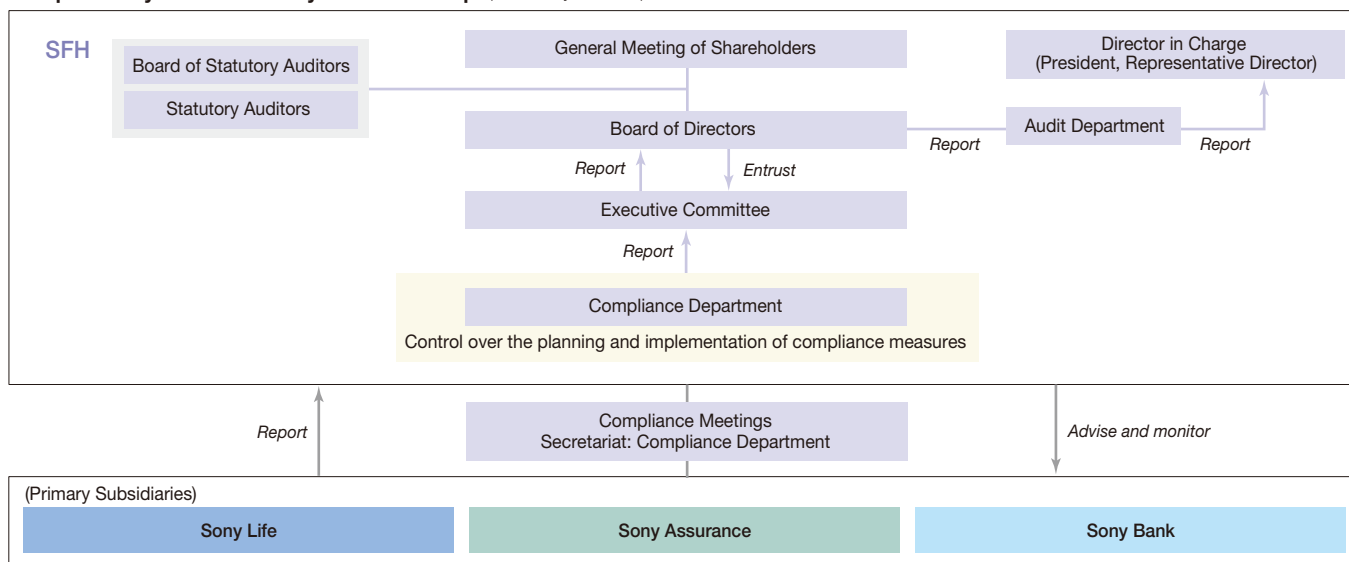 SFH
Board of Statutory Auditors
Statutory Auditors
General Meeting of Shareholders
Director in Charge
(President, Representative Director)
Board of Directors
Report
Audit Department
Report
Report
Entrust
Executive Committee
Report
Compliance Department
Control over the planning and implementation of compliance measures
Report
Compliance Meetings
Secretariat: Compliance Department
Advise and monitor
(Primary Subsidiaries)
Sony Life
Sony Assurance
Sony Bank